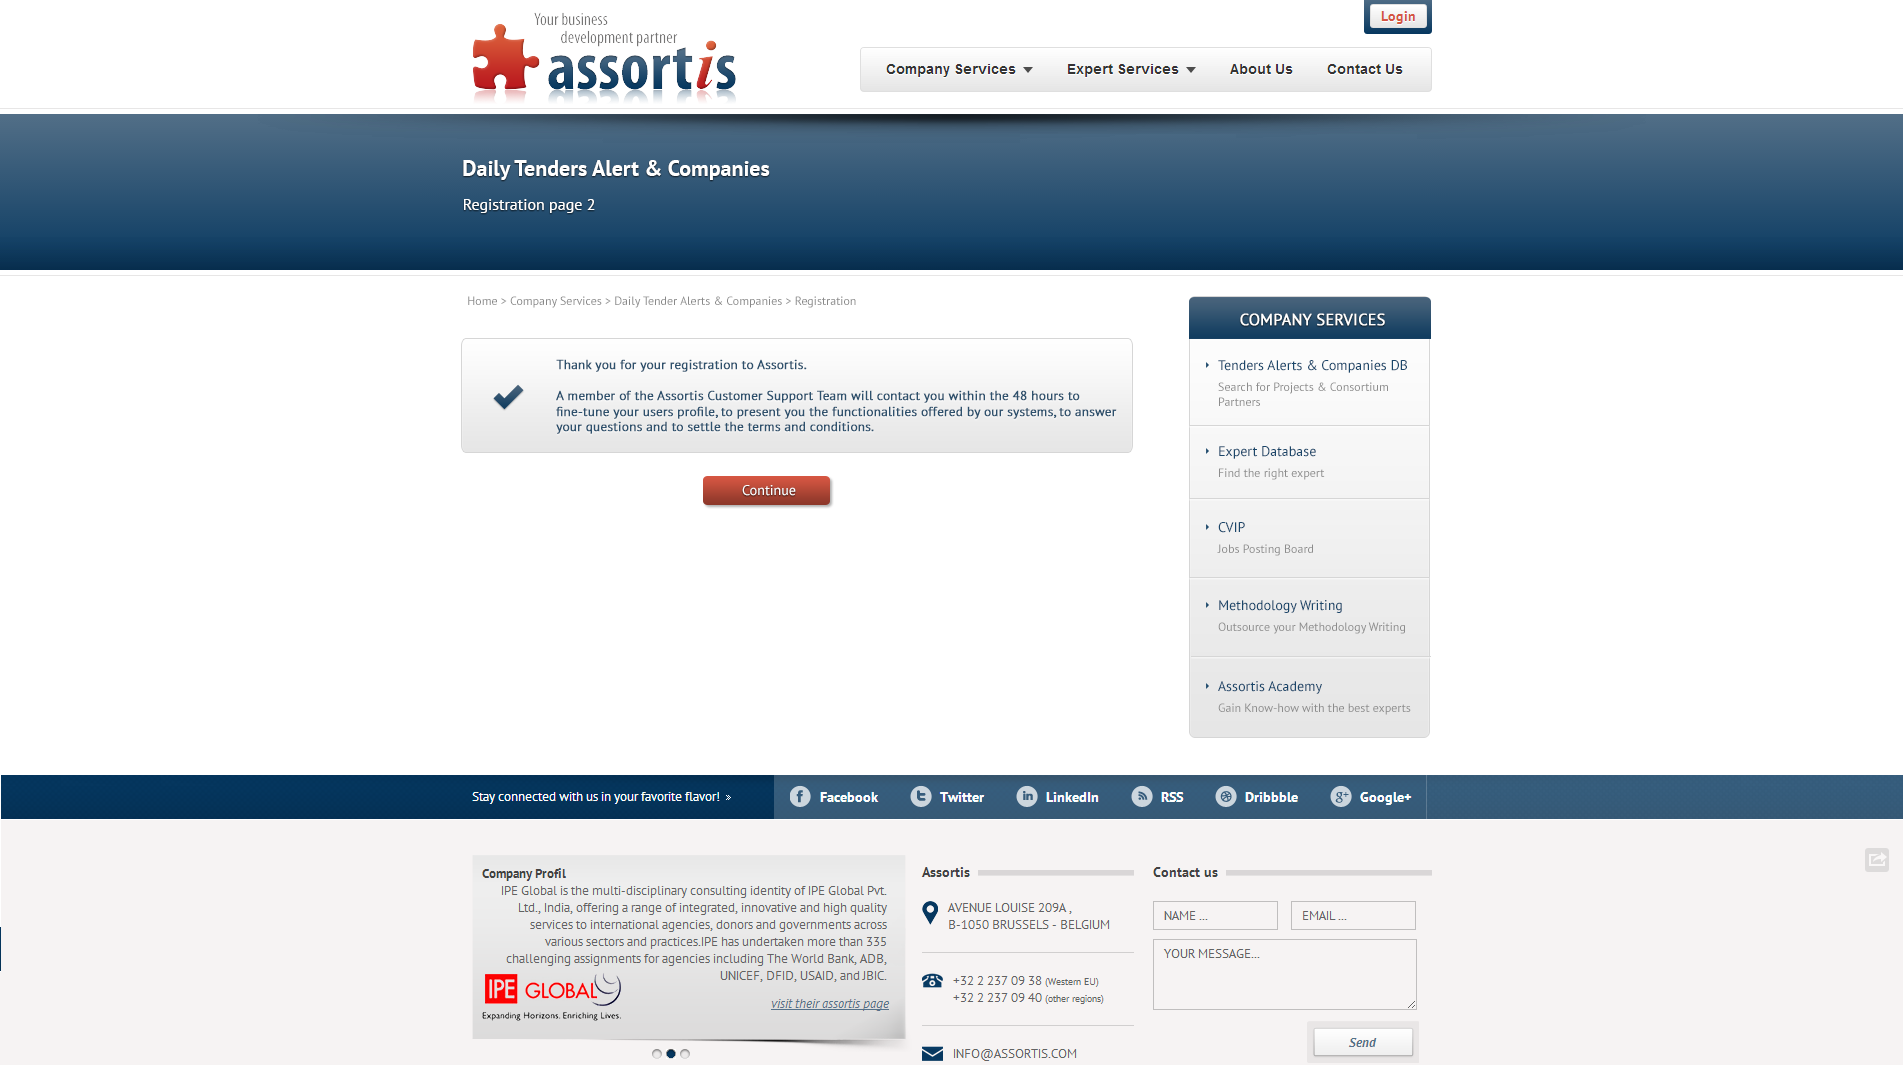 Your business
development partner
assortis
Login
Company Services
Expert Services
About Us
Contact Us
Daily Tenders Alert & Companies
Registration page 2
Home > Company Services > Daily Tender Alerts & Companies > Registration
Thank you for your registration to Assortis.
A member of the Assortis Customer Support Team will contact you within the 48 hours to
fine-tune your users profile, to present you the functionalities offered by our systems, to answer
your questions and to settle the terms and conditions.
Continue
COMPANY SERVICES
Tenders Alerts & Companies DB
Search for Projects & Consortium
Partners
Expert Database
Find the right expert
CVIP
Jobs Posting Board
Methodology Writing
Outsource your Methodology Writing
Assortis Academy
Gain Know-how with the best experts
Stay connected with us in your favorite flavor! »
Facebook
Twitter
LinkedIn
RSS
Dribbble
Google+
Company Profil
IPE Global is the multi-disciplinary consulting identity of IPE Global Pvt.
Ltd., India, offering a range of integrated, innovative and high quality
services to international agencies, donors and governments across
various sectors and practices.IPE has undertaken more than 335
challenging assignments for agencies including The World Bank, ADB,
UNICEF, DFID, USAID, and JBIC.
IPE GLOBAL
Expanding Horizons. Enriching Lives.
visit their assortis page
Assortis
AVENUE LOUISE 209A ,
B-1050 BRUSSELS - BELGIUM
+32 2 237 09 38 (Western EU)
+32 2 237 09 40 (other regions)
INFO@ASSORTIS.COM
Contact us
NAME ...
EMAIL ...
YOUR MESSAGE...
Send